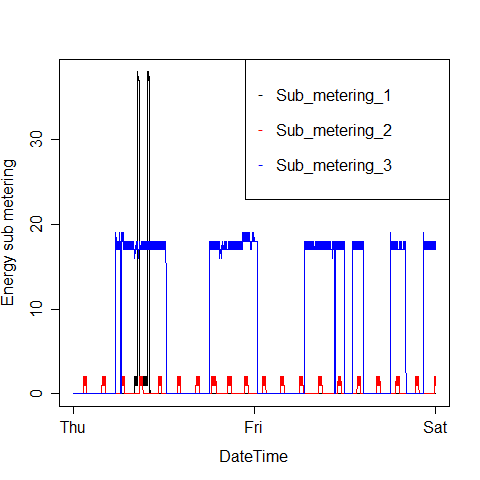 Sub_metering_1
Sub_metering_2
Sub_metering_3
Energy sub metering
30
20
10
0
Thu
Fri
Sat
DateTime